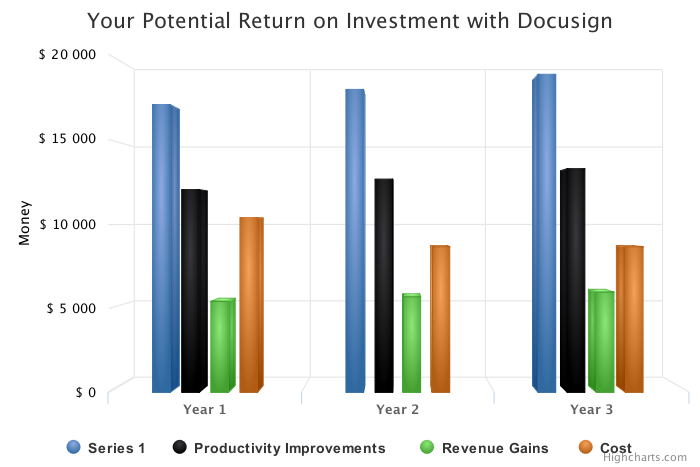 Your Potential Return on Investment with Docusign
$ 20 000
$ 15 000
$ 10 000
$ 5 000
$ 0
Money
Year 1 Year 2 Year 3
Series 1 Productivity Improvements Revenue Gains Cost
Highcharts.com